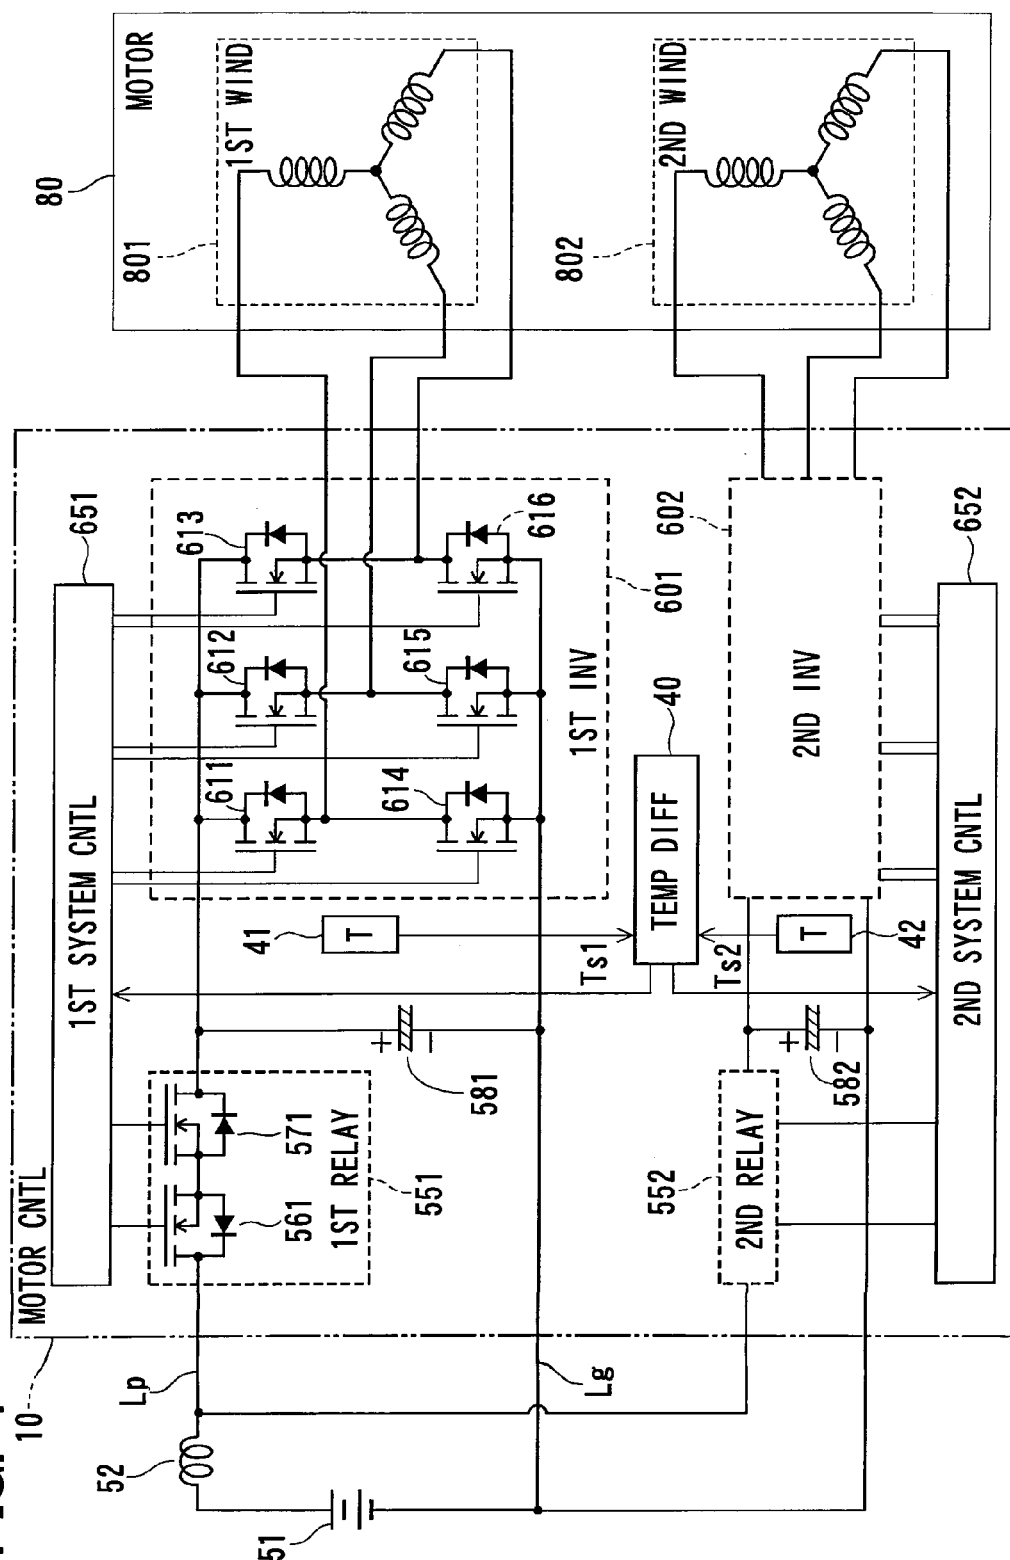 10
MOTOR CNTL
1ST SYSTEM CNTL
651
80
MOTOR
801
1ST WIND
802
2ND WIND
52
51
Lp
Lg
561
571
1ST RELAY
551
581
+
−
41
T
Ts1
611
612
613
614
615
616
1ST INV
601
TEMP DIFF
40
Ts2
T
42
552
2ND RELAY
582
+
−
602
2ND INV
2ND SYSTEM CNTL
652